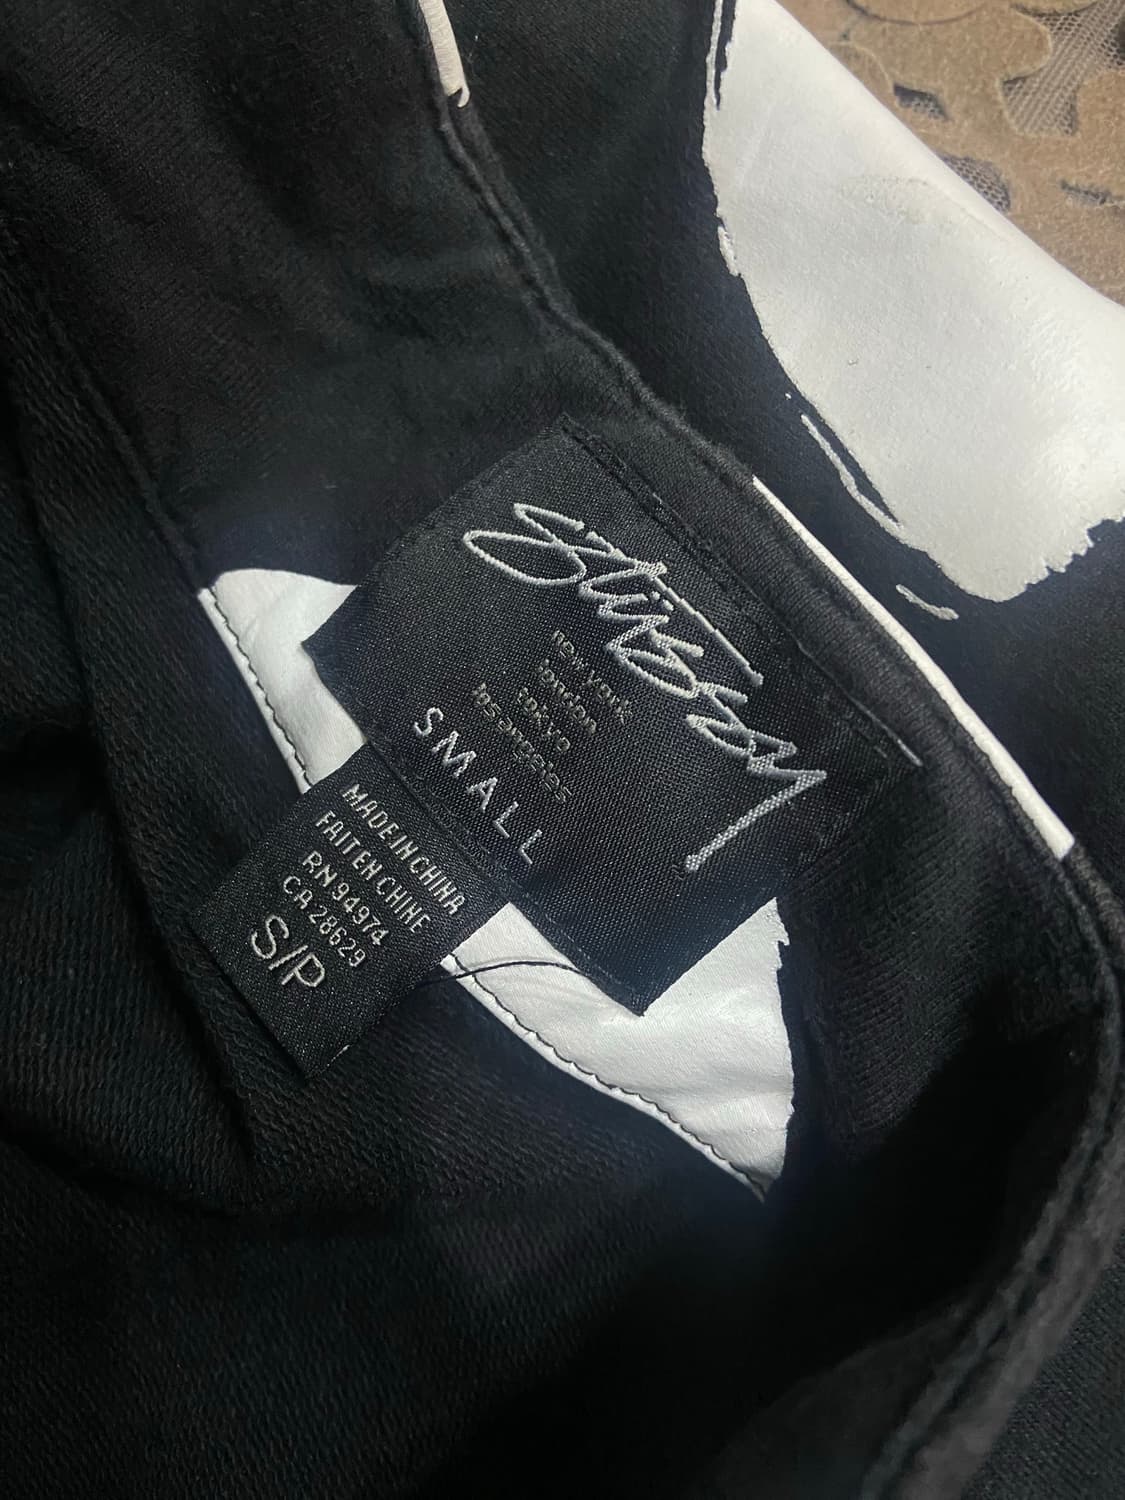 Stüssy
new york
london
tokyo
los angeles
SMALL
MADE IN CHINA
FAIT EN CHINE
RN 94974
CA 28629
S/P